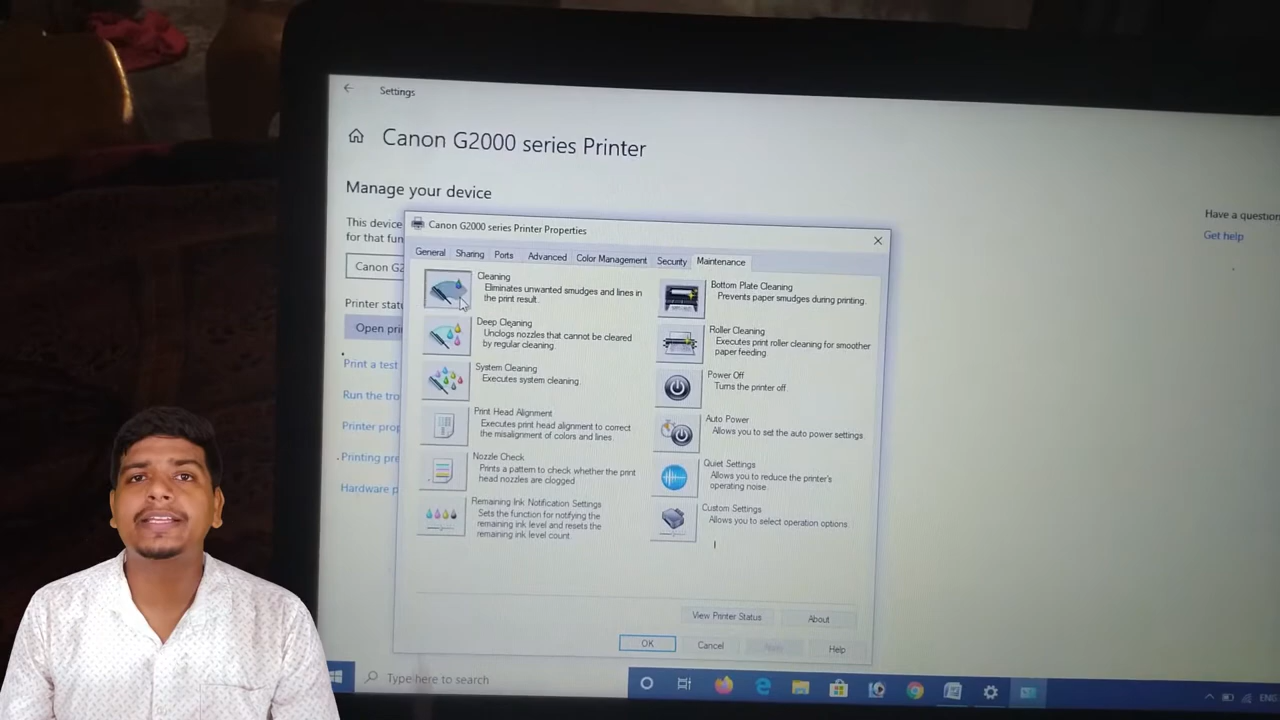 Settings
Canon G2000 series Printer
Manage your device
This device
for that fun
Canon G2
Printer stat
Open pri
Print a test
Run the tro
Printer prop
Printing pre
Hardware p
Have a question
Get help
Canon G2000 series Printer Properties
General Sharing Ports Advanced Color Management Security Maintenance
Cleaning
Eliminates unwanted smudges and lines in
the print result.
Deep Cleaning
Unclogs nozzles that cannot be cleared
by regular cleaning.
System Cleaning
Executes system cleaning.
Print Head Alignment
Executes print head alignment to correct
the misalignment of colors and lines.
Nozzle Check
Prints a pattern to check whether the print
head nozzles are clogged
Remaining Ink Notification Settings
Sets the function for notifying the
remaining ink level and resets the
remaining ink level count.
Bottom Plate Cleaning
Prevents paper smudges during printing.
Roller Cleaning
Executes print roller cleaning for smoother
paper feeding.
Power Off
Turns the printer off.
Auto Power
Allows you to set the auto power settings.
Quiet Settings
Allows you to reduce the printer's
operating noise.
Custom Settings
Allows you to select operation options.
View Printer Status About
OK Cancel Help
Type here to search
ENG